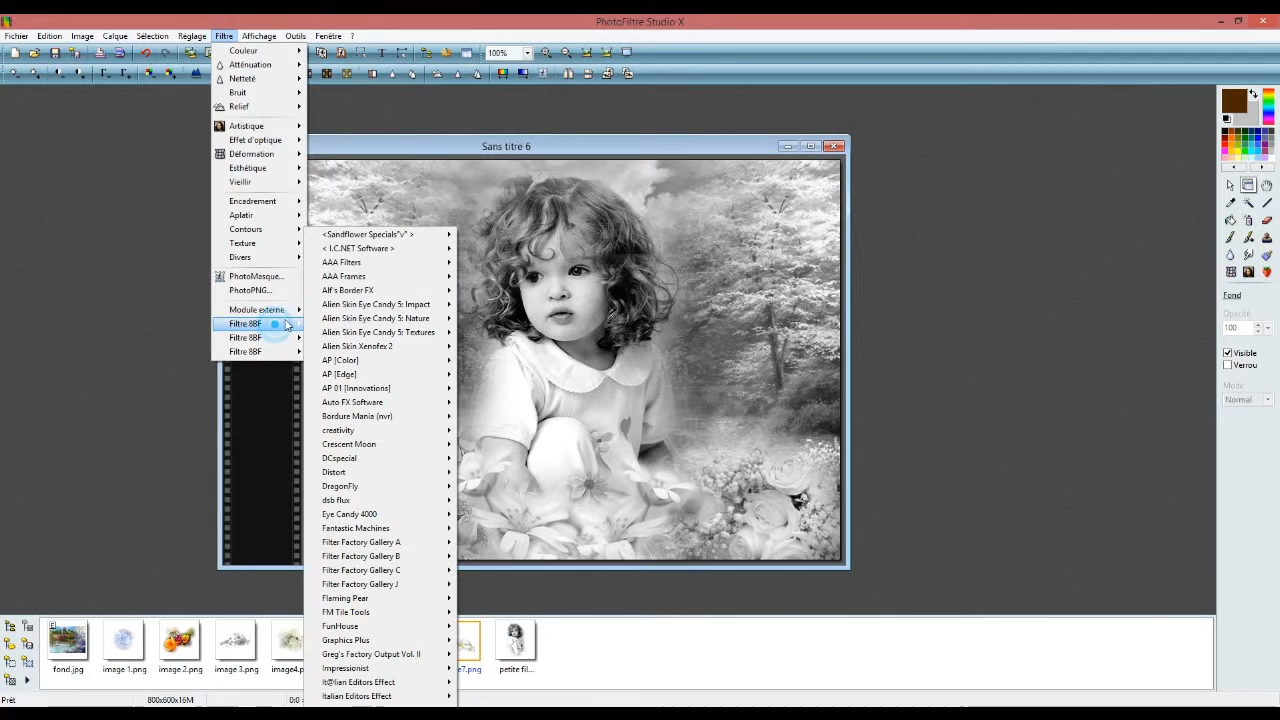 PhotoFiltre Studio X
Fichier Edition Image Calque Sélection Réglage Filtre Affichage Outils Fenêtre ?
100%
Couleur
Atténuation
Netteté
Bruit
Relief
Artistique
Effet d'optique
Déformation
Esthétique
Vieillir
Encadrement
Aplatir
Contours
Texture
Divers
PhotoMasque...
PhotoPNG...
Module externe
Filtre 8BF
Filtre 8BF
Filtre 8BF
Sans titre 6
<Sandflower Specials"v" >
< I.C.NET Software >
AAA Filters
AAA Frames
Alf's Border FX
Alien Skin Eye Candy 5: Impact
Alien Skin Eye Candy 5: Nature
Alien Skin Eye Candy 5: Textures
Alien Skin Xenofex 2
AP [Color]
AP [Edge]
AP 01 [Innovations]
Auto FX Software
Bordure Mania (nvr)
creativity
Crescent Moon
DCspecial
Distort
DragonFly
dsb flux
Eye Candy 4000
Fantastic Machines
Filter Factory Gallery A
Filter Factory Gallery B
Filter Factory Gallery C
Filter Factory Gallery J
Flaming Pear
FM Tile Tools
FunHouse
Graphics Plus
Greg's Factory Output Vol. II
Impressionist
It@lian Editors Effect
Italian Editors Effect
Fond
Opacité
100
Visible
Verrou
Mode
Normal
E
fond.jpg image 1.png image 2.png image 3.png image4.p e7.png petite fil...
Prêt 800x600x16M 0:0